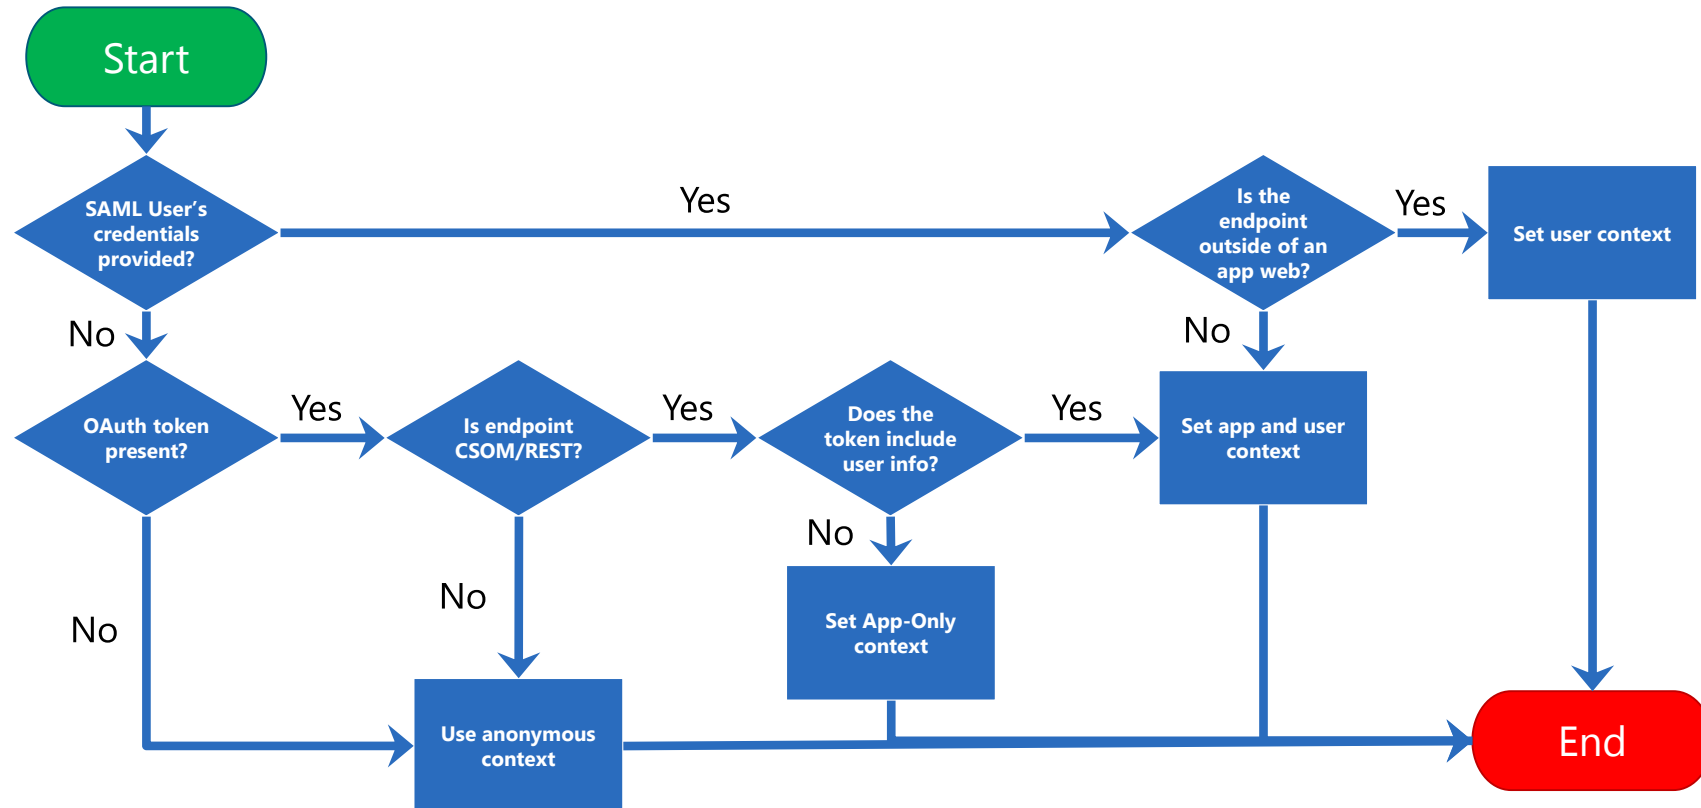 Start
SAML User’s
credentials
provided?
Yes
Is the
endpoint
outside of an
app web?
Yes
Set user context
No
No
OAuth token
present?
Yes
Is endpoint
CSOM/REST?
Yes
Does the
token include
user info?
Yes
Set app and user
context
No
No
No
Set App-Only
context
Use anonymous
context
End